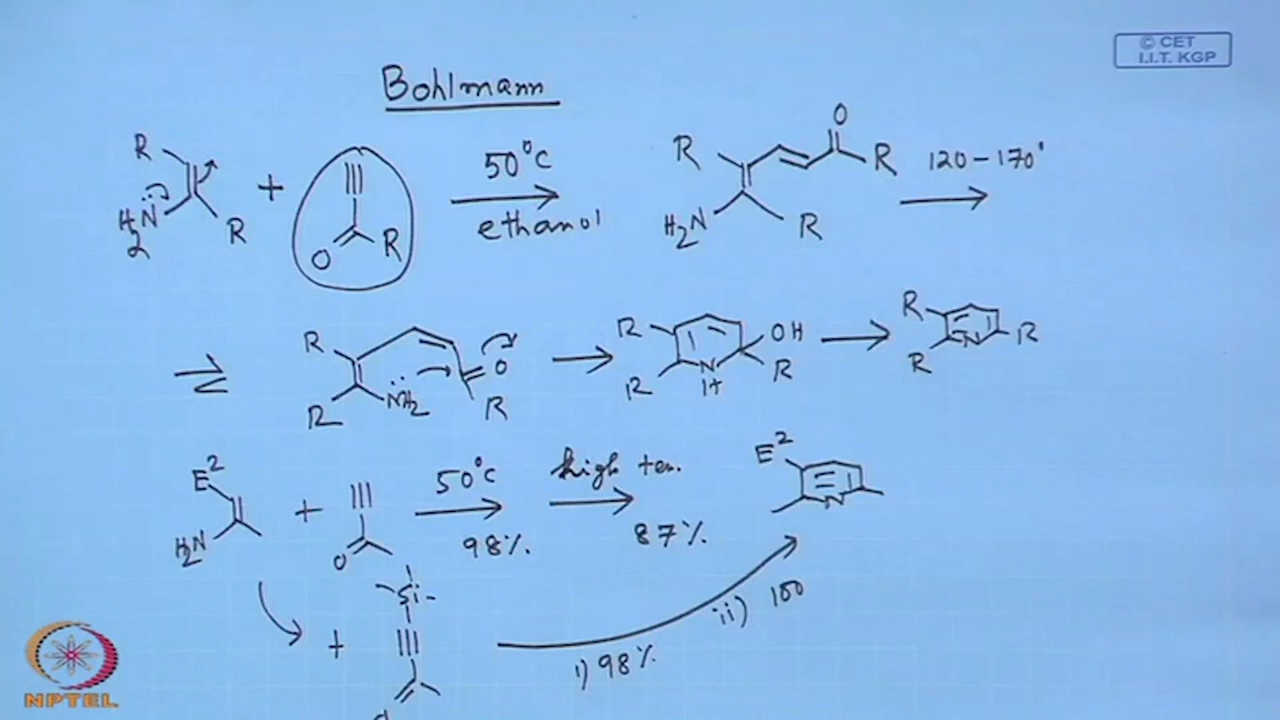 © CET
I.I.T. KGP
Bohlmann
R
H2N
R
+
O
R
50°C
ethanol
R
H2N
R
O
R
120-170°
R
R
NH2
O
R
R
R
N
H
OH
R
R
R
N
R
E2
H2N
+
O
50°C
98%
high tem.
87%
E2
N
+
Si
i) 98%
ii) 100
NPTEL